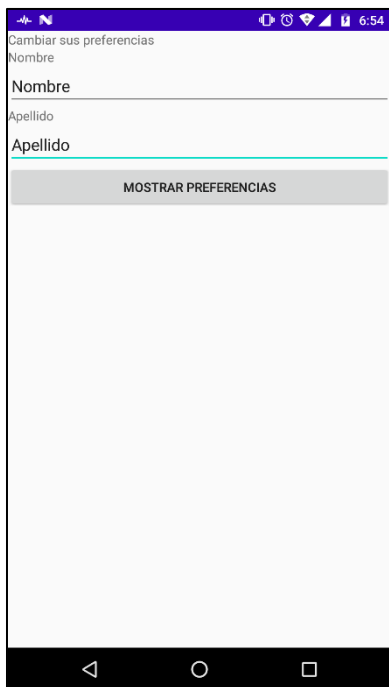 6:54
Cambiar sus preferencias
Nombre
Nombre
Apellido
Apellido
MOSTRAR PREFERENCIAS